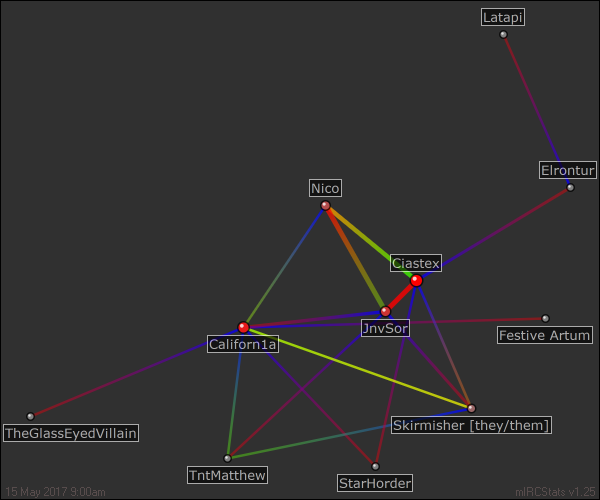 Latapi
Elrontur
Nico
Ciastex
JnvSor
Festive Artum
Californ1a
Skirmisher [they/them]
TheGlassEyedVillain
TntMatthew
StarHorder
15 May 2017 9:00am
mIRCStats v1.25